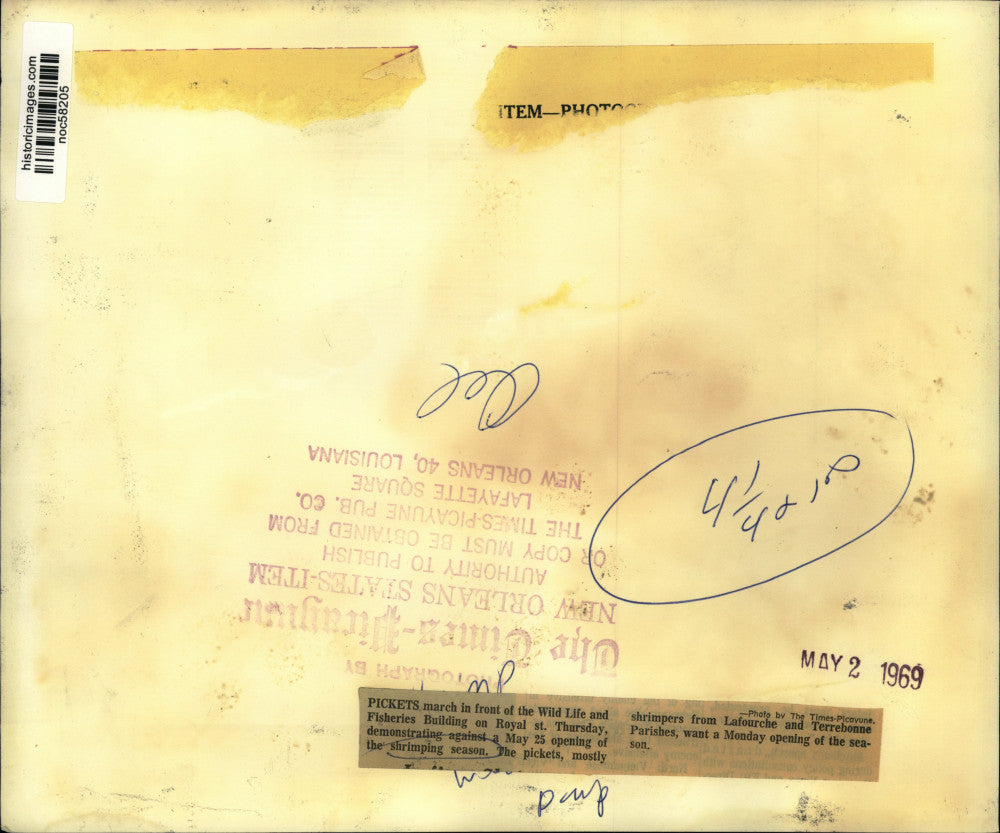 historicimages.com
noc58205
ITEM—PHOTO
PHOTOGRAPH BY
The Times-Picayune
NEW ORLEANS STATES-ITEM
AUTHORITY TO PUBLISH
OR COPY MUST BE OBTAINED FROM
THE TIMES-PICAYUNE PUB. CO.
LAFAYETTE SQUARE
NEW ORLEANS 40, LOUISIANA
MAY 2 1969
PICKETS march in front of the Wild Life and
Fisheries Building on Royal st. Thursday,
demonstrating against a May 25 opening of
the shrimping season. The pickets, mostly
—Photo by The Times-Picayune.
shrimpers from Lafourche and Terrebonne
Parishes, want a Monday opening of the sea-
son.